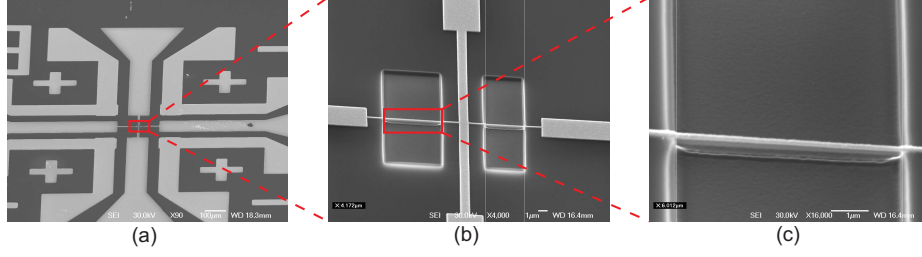 SEI 30.0kV X90 100μm WD 18.3mm
X 4.172μm
SEI 30.0kV X4,000 1μm WD 16.4mm
X 6.012μm
SEI 30.0kV X16,000 1μm WD 16.4mm
(a) (b) (c)